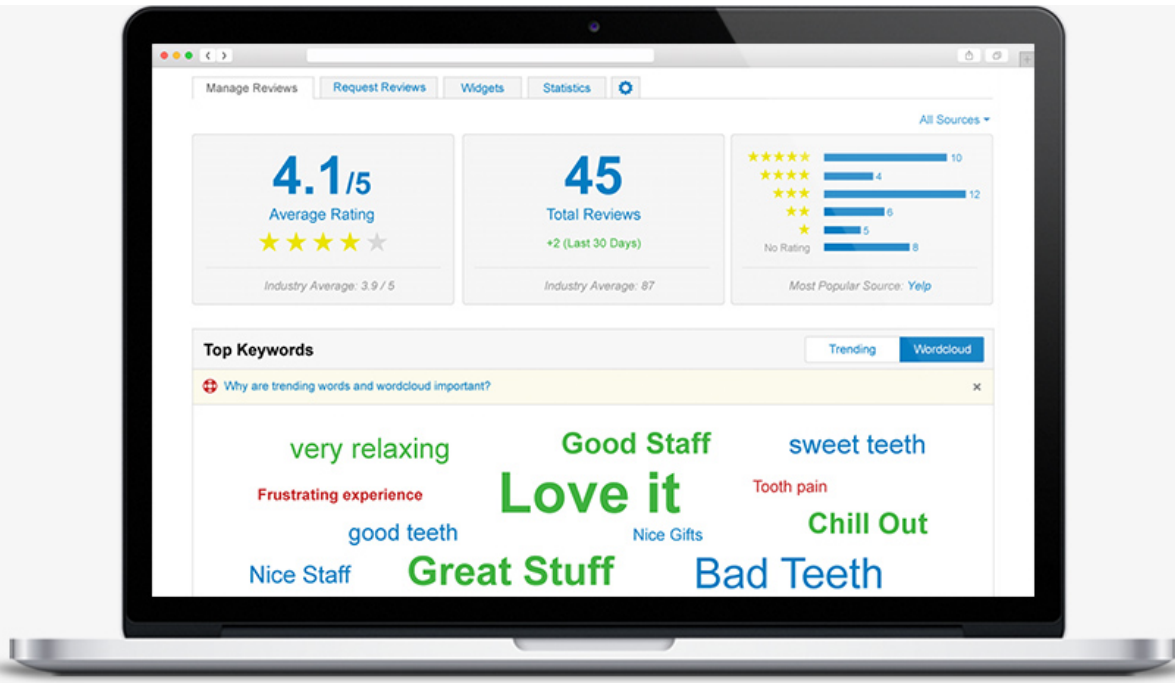 Manage Reviews
Request Reviews
Widgets
Statistics
All Sources
4.1/5
Average Rating
Industry Average: 3.9 / 5
45
Total Reviews
+2 (Last 30 Days)
Industry Average: 87
10
4
12
6
5
No Rating 8
Most Popular Source: Yelp
Top Keywords
Trending
Wordcloud
Why are trending words and wordcloud important?
very relaxing
Good Staff
sweet teeth
Frustrating experience
Love it
Tooth pain
good teeth
Nice Gifts
Chill Out
Nice Staff
Great Stuff
Bad Teeth